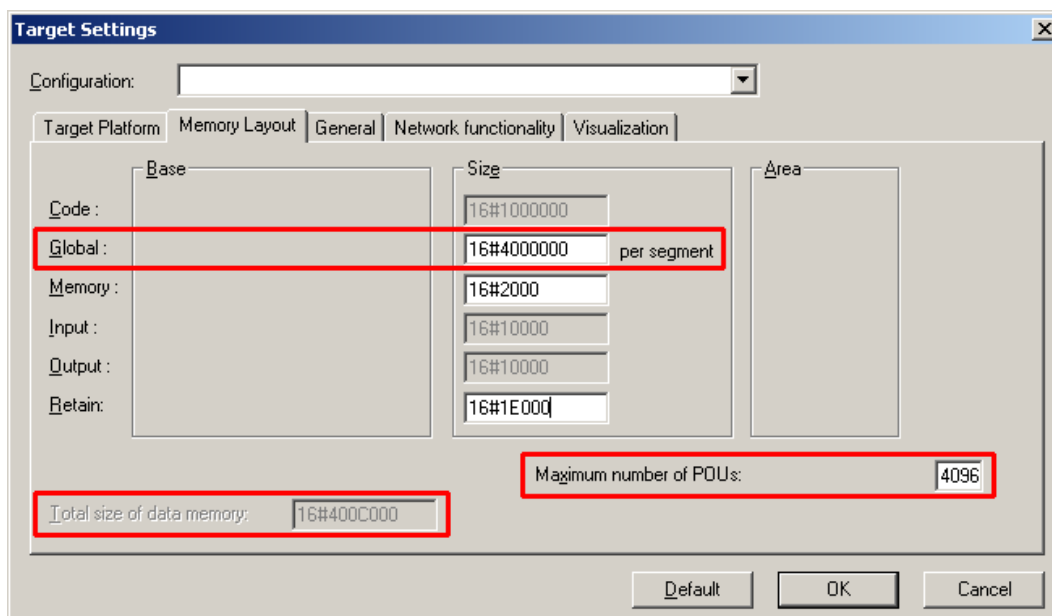 Target Settings
Configuration:
Target Platform Memory Layout General Network functionality Visualization
Base Size Area
Code : 16#1000000
Global : 16#4000000 per segment
Memory : 16#2000
Input : 16#10000
Output : 16#10000
Retain: 16#1E000
Maximum number of POUs: 4096
Total size of data memory: 16#400C000
Default OK Cancel